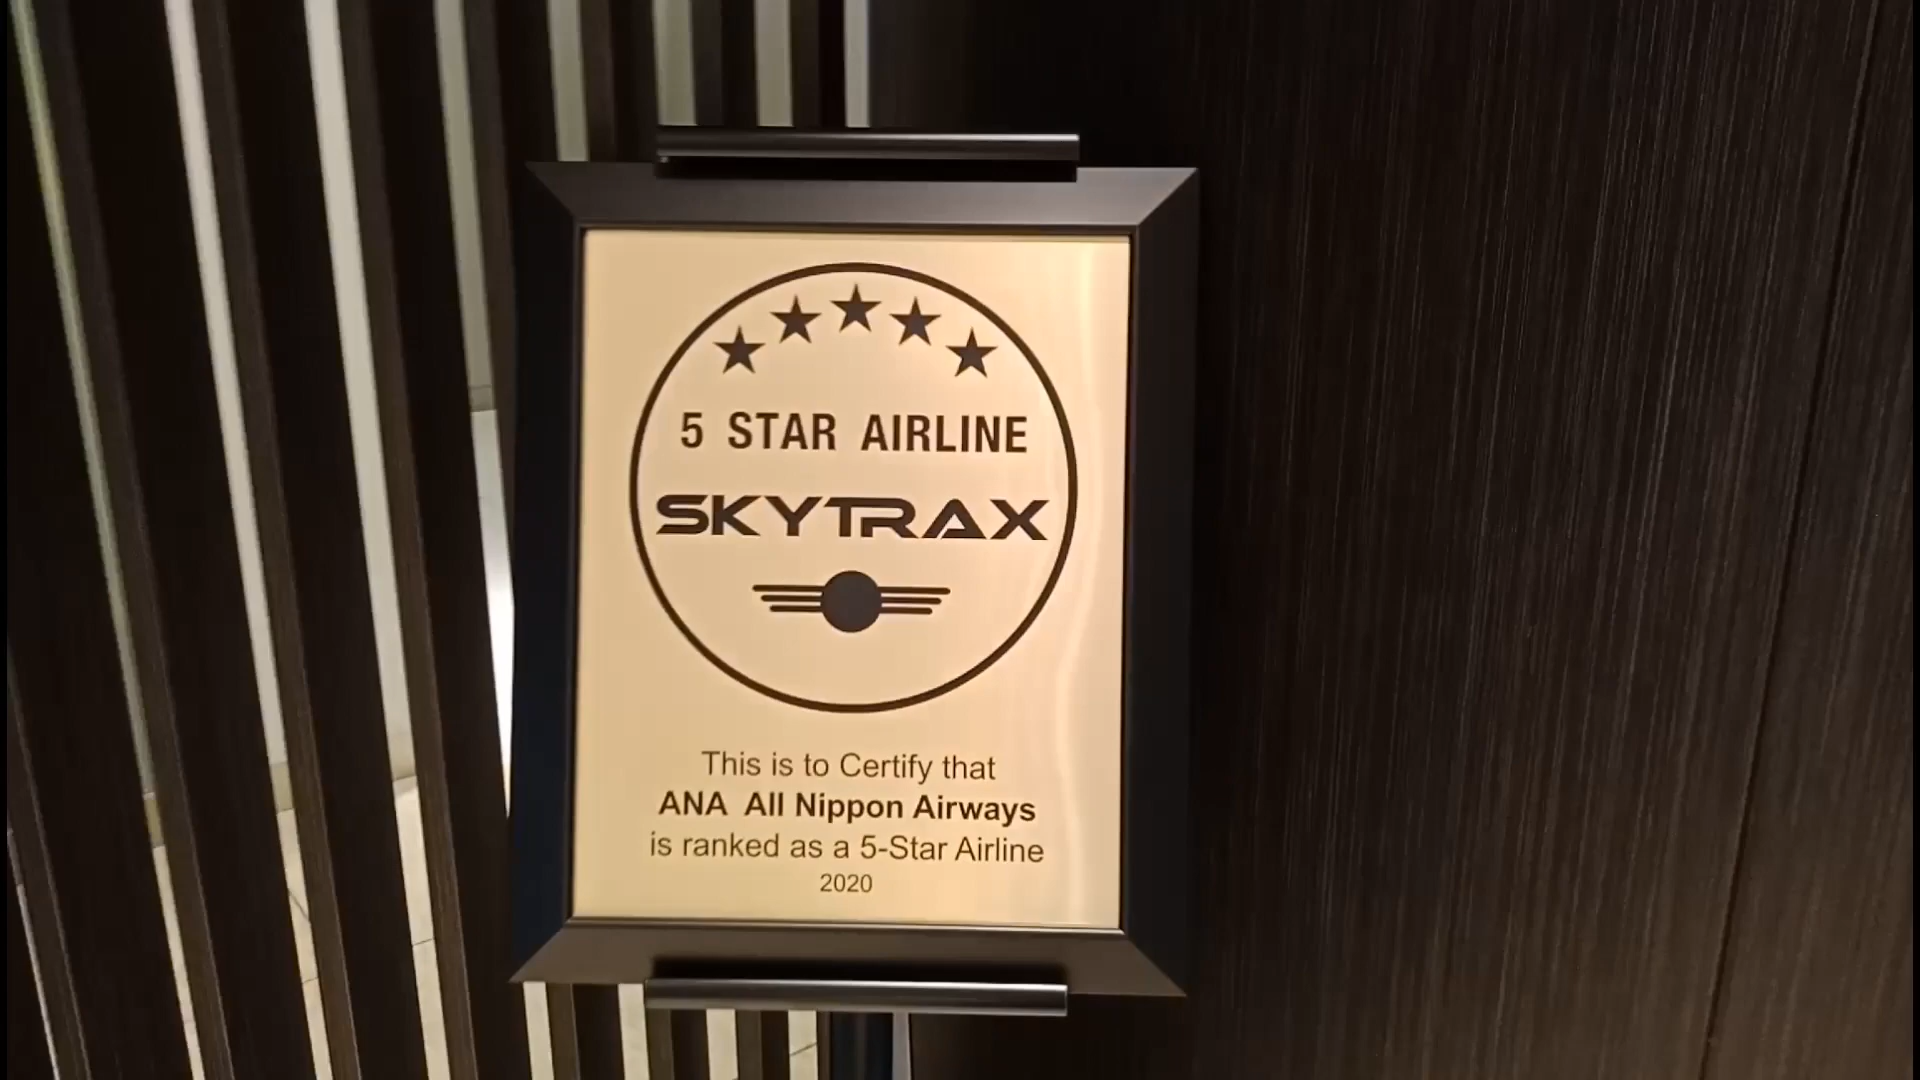 5 STAR AIRLINE
SKYTRAX
This is to Certify that
ANA All Nippon Airways
is ranked as a 5-Star Airline
2020